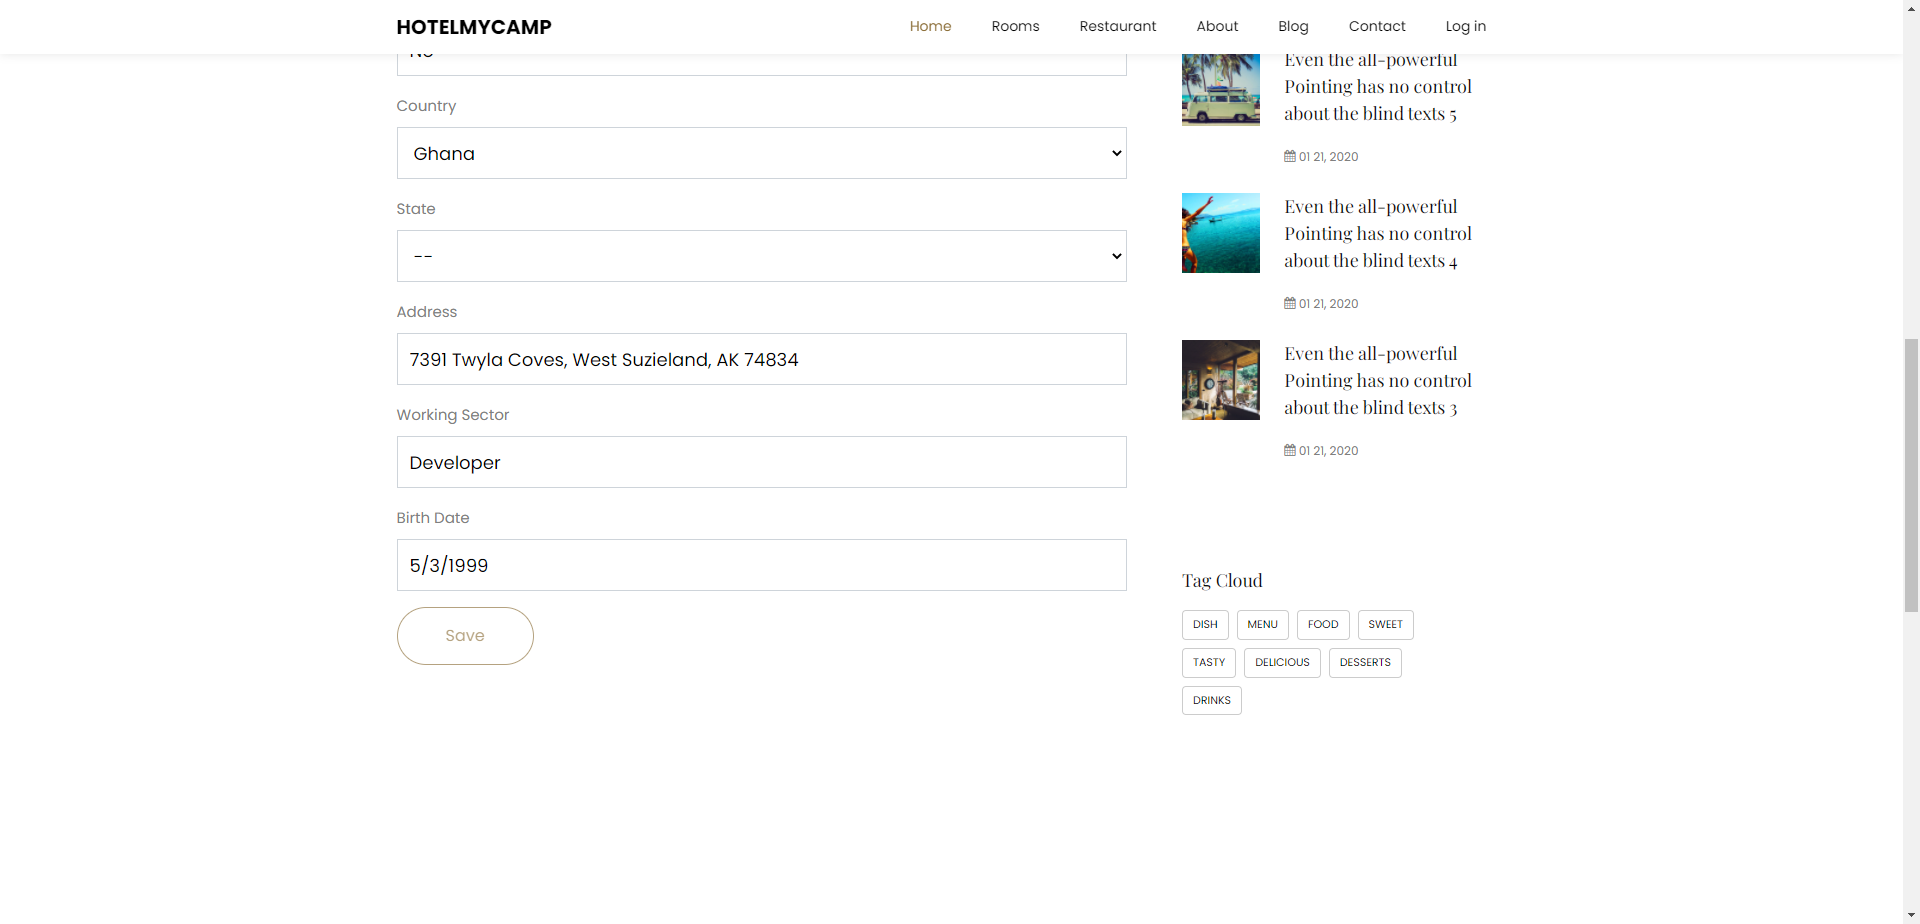 HOTELMYCAMP
Home
Rooms
Restaurant
About
Blog
Contact
Log in
Country
Ghana
State
--
Address
7391 Twyla Coves, West Suzieland, AK 74834
Working Sector
Developer
Birth Date
5/3/1999
Save
Even the all-powerful
Pointing has no control
about the blind texts 5
01 21, 2020
Even the all-powerful
Pointing has no control
about the blind texts 4
01 21, 2020
Even the all-powerful
Pointing has no control
about the blind texts 3
01 21, 2020
Tag Cloud
DISH
MENU
FOOD
SWEET
TASTY
DELICIOUS
DESSERTS
DRINKS